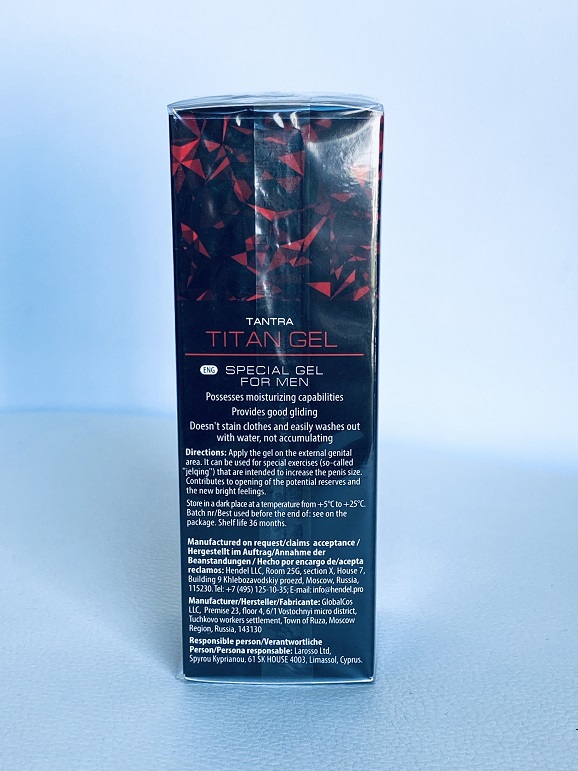 TANTRA
TITAN GEL
ENG SPECIAL GEL
FOR MEN
Possesses moisturizing capabilities
Provides good gliding
Doesn't stain clothes and easily washes out
with water, not accumulating
Directions: Apply the gel on the external genital
area. It can be used for special exercises (so-called
"jelqing") that are intended to increase the penis size.
Contributes to opening of the potential reserves and
the new bright feelings.
Store in a dark place at a temperature from +5°C to +25°C.
Batch nr/Best used before the end of: see on the
package. Shelf life 36 months.
Manufactured on request/claims acceptance /
Hergestellt im Auftrag/Annahme der
Beanstandungen / Hecho por encargo de/acepta
reclamos: Hendel LLC, Room 25G, section X, House 7,
Building 9 Khlebozavodskiy proezd, Moscow, Russia,
115230. Tel: +7 (495) 125-10-35; E-mail: info@hendel.pro
Manufacturer/Hersteller/Fabricante: GlobalCos
LLC, Premise 23, floor 4, 6/1 Vostochnyi micro district,
Tuchkovo workers settlement, Town of Ruza, Moscow
Region, Russia, 143130
Responsible person/Verantwortliche
Person/Persona responsable: Larosso Ltd,
Spyrou Kyprianou, 61 SK HOUSE 4003, Limassol, Cyprus.